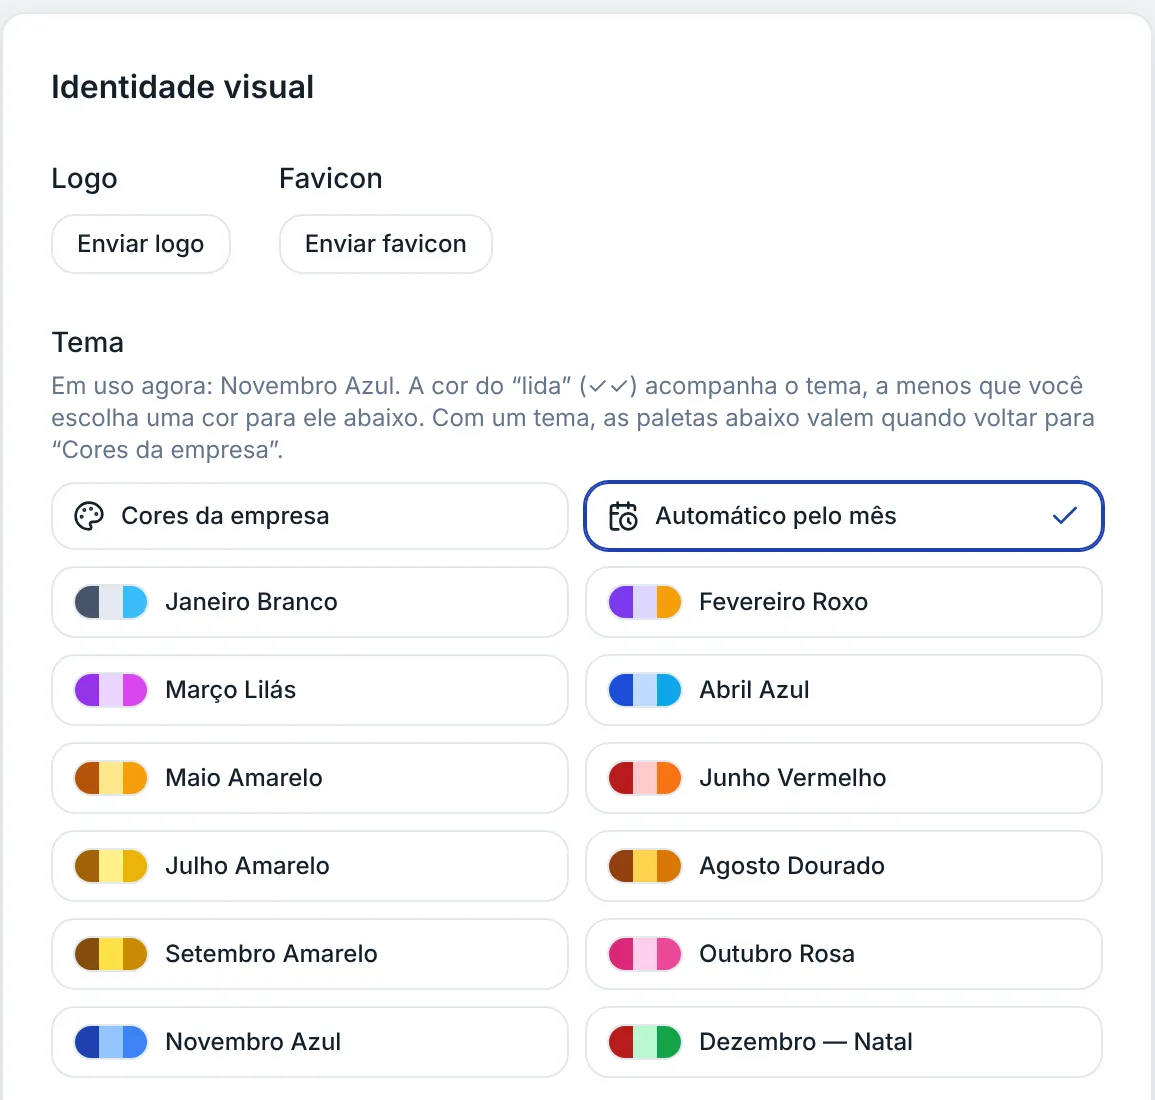 Identidade visual
Logo
Favicon
Enviar logo
Enviar favicon
Tema
Em uso agora: Novembro Azul. A cor do “lida” (✓✓) acompanha o tema, a menos que você
escolha uma cor para ele abaixo. Com um tema, as paletas abaixo valem quando voltar para
“Cores da empresa”.
Cores da empresa
Automático pelo mês
Janeiro Branco
Fevereiro Roxo
Março Lilás
Abril Azul
Maio Amarelo
Junho Vermelho
Julho Amarelo
Agosto Dourado
Setembro Amarelo
Outubro Rosa
Novembro Azul
Dezembro — Natal